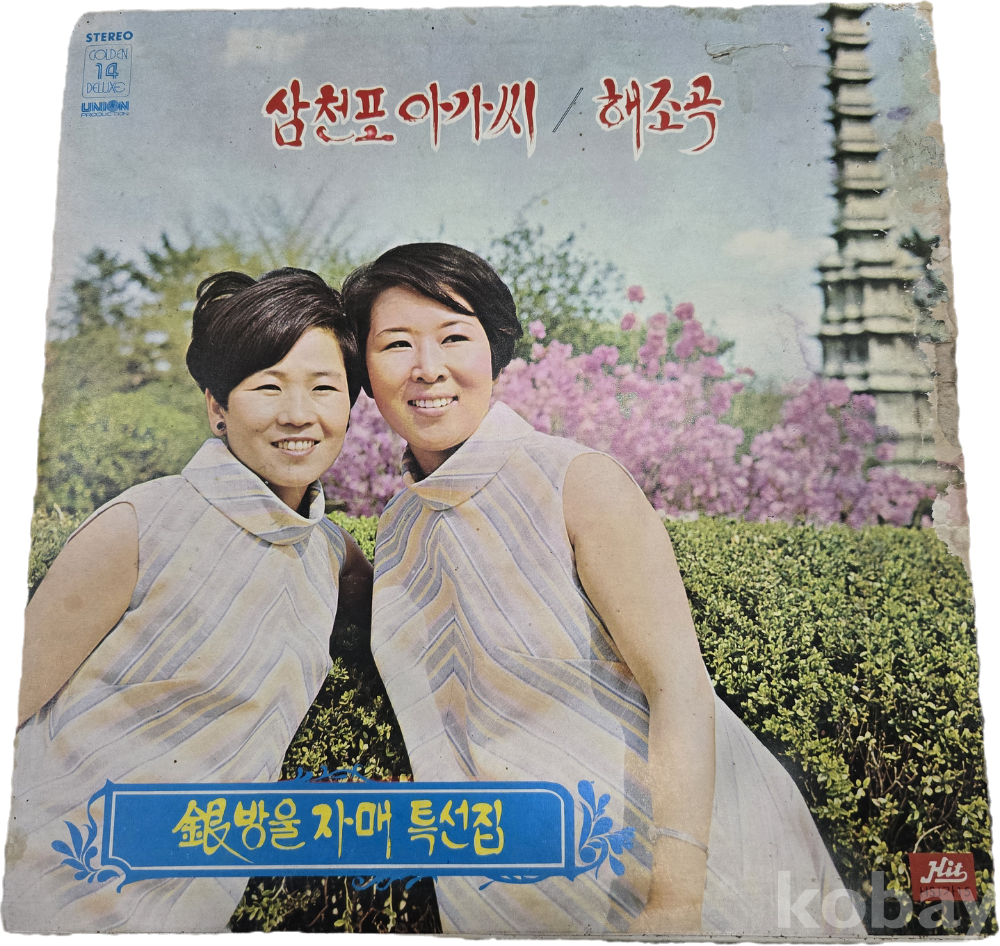 STEREO
GOLDEN
14
DELUXE
UNION
PRODUCTION
삼천포 아가씨 / 해조곡
銀방울 자매 특선집
Hit
kobay